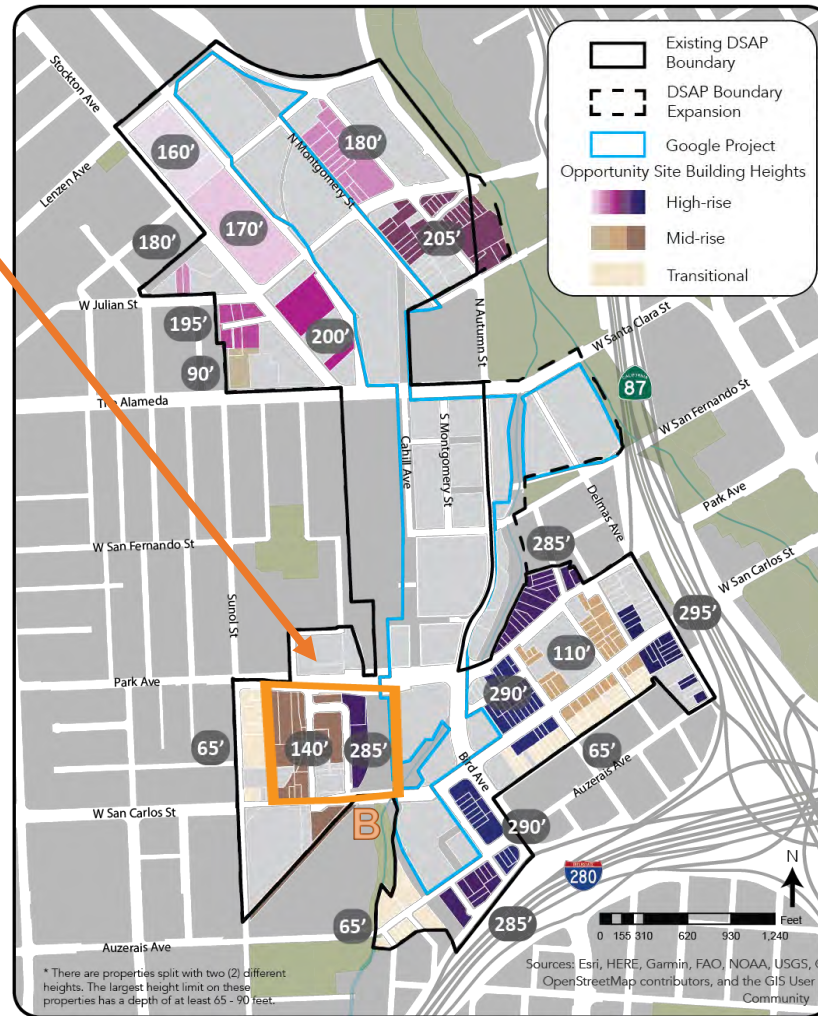 Existing DSAP
Boundary
DSAP Boundary
Expansion
Google Project
Opportunity Site Building Heights
High-rise
Mid-rise
Transitional
Stockton Ave
Lenzen Ave
N Montgomery St
160'
180'
170'
180'
205'
W Julian St
N Autumn St
195'
200'
90'
W Santa Clara St
CALIFORNIA
87
The Alameda
W San Fernando St
S Montgomery St
Cahill Ave
Delmas Ave
Park Ave
W San Fernando St
W San Carlos St
285'
Sunol St
295'
110'
Park Ave
290'
65'
140'
285'
65'
Bird Ave
Auzerais Ave
W San Carlos St
B
290'
280
N
65'
285'
Feet
0 155 310 620 930 1,240
Auzerais Ave
* There are properties split with two (2) different
heights. The largest height limit on these
properties has a depth of at least 65 - 90 feet.
Sources: Esri, HERE, Garmin, FAO, NOAA, USGS,
OpenStreetMap contributors, and the GIS User
Community